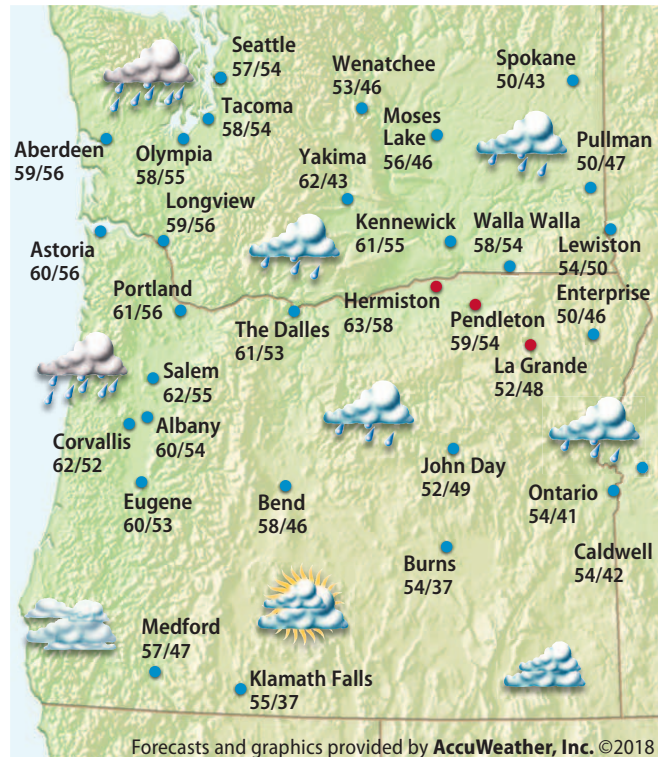 Seattle
57/54
Wenatchee
53/46
Spokane
50/43
Tacoma
58/54
Moses
Lake
56/46
Pullman
50/47
Aberdeen
59/56
Olympia
58/55
Yakima
62/43
Longview
59/56
Kennewick
61/55
Walla Walla
58/54
Lewiston
54/50
Astoria
60/56
Portland
61/56
The Dalles
61/53
Hermiston
63/58
Pendleton
59/54
Enterprise
50/46
La Grande
52/48
Salem
62/55
Albany
60/54
Corvallis
62/52
John Day
52/49
Eugene
60/53
Bend
58/46
Ontario
54/41
Burns
54/37
Caldwell
54/42
Medford
57/47
Klamath Falls
55/37
Forecasts and graphics provided by AccuWeather, Inc. ©2018